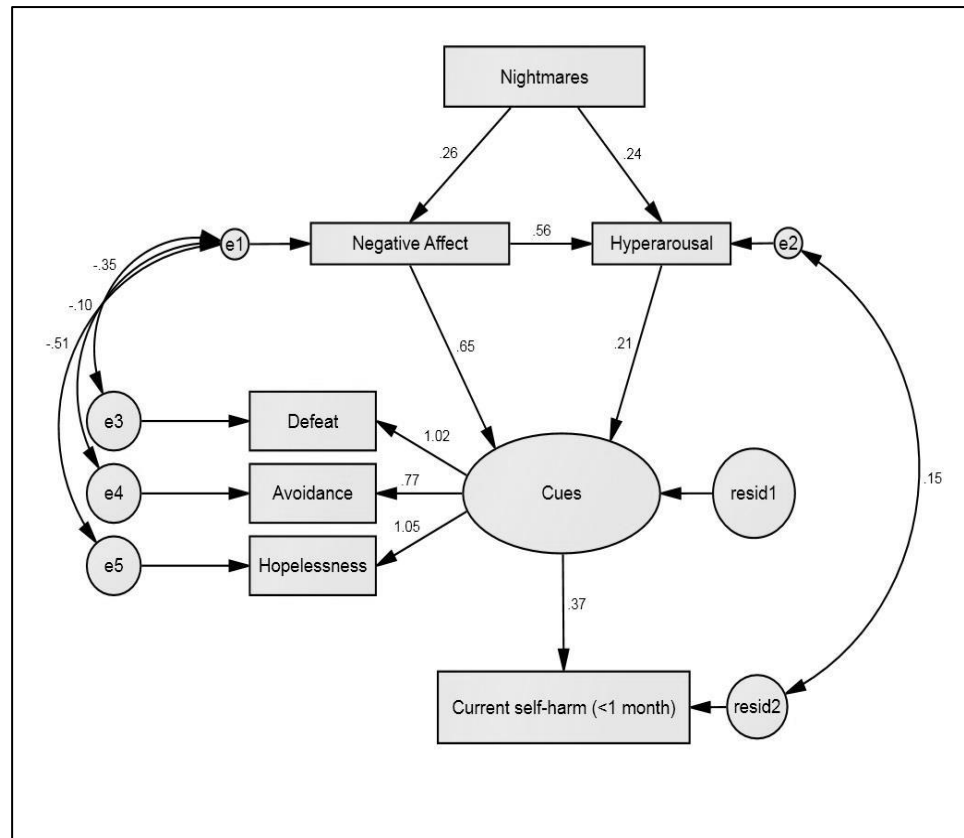 Nightmares
.26
.24
e1
Negative Affect
.56
Hyperarousal
e2
-.35
-.10
-.51
.65
.21
e3
Defeat
1.02
.15
e4
Avoidance
.77
Cues
resid1
1.05
e5
Hopelessness
.37
Current self-harm (<1 month)
resid2